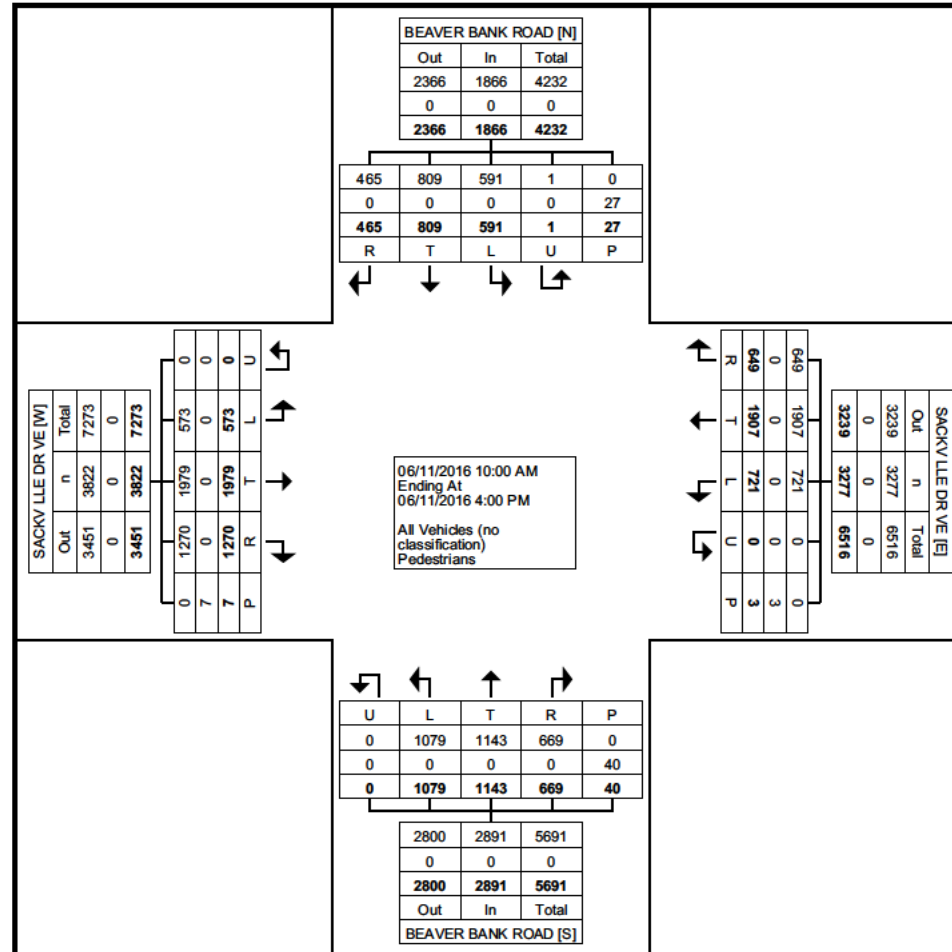 BEAVER BANK ROAD [N]
Out In Total
2366 1866 4232
0 0 0
2366 1866 4232
465 809 591 1 0
0 0 0 0 27
465 809 591 1 27
R T L U P
SACKV LLE DR VE [W]
Total n Out
7273 3822 3451
0 0 0
7273 3822 3451
0 573 1979 1270 0
0 0 0 0 7
0 573 1979 1270 7
U L T R P
06/11/2016 10:00 AM
Ending At
06/11/2016 4:00 PM
All Vehicles (no
classification)
Pedestrians
SACKV LLE DR VE [E]
Out n Total
3239 3277 6516
0 0 0
3239 3277 6516
649 1907 721 0 0
0 0 0 0 3
649 1907 721 0 3
R T L U P
U L T R P
0 1079 1143 669 0
0 0 0 0 40
0 1079 1143 669 40
2800 2891 5691
0 0 0
2800 2891 5691
Out In Total
BEAVER BANK ROAD [S]